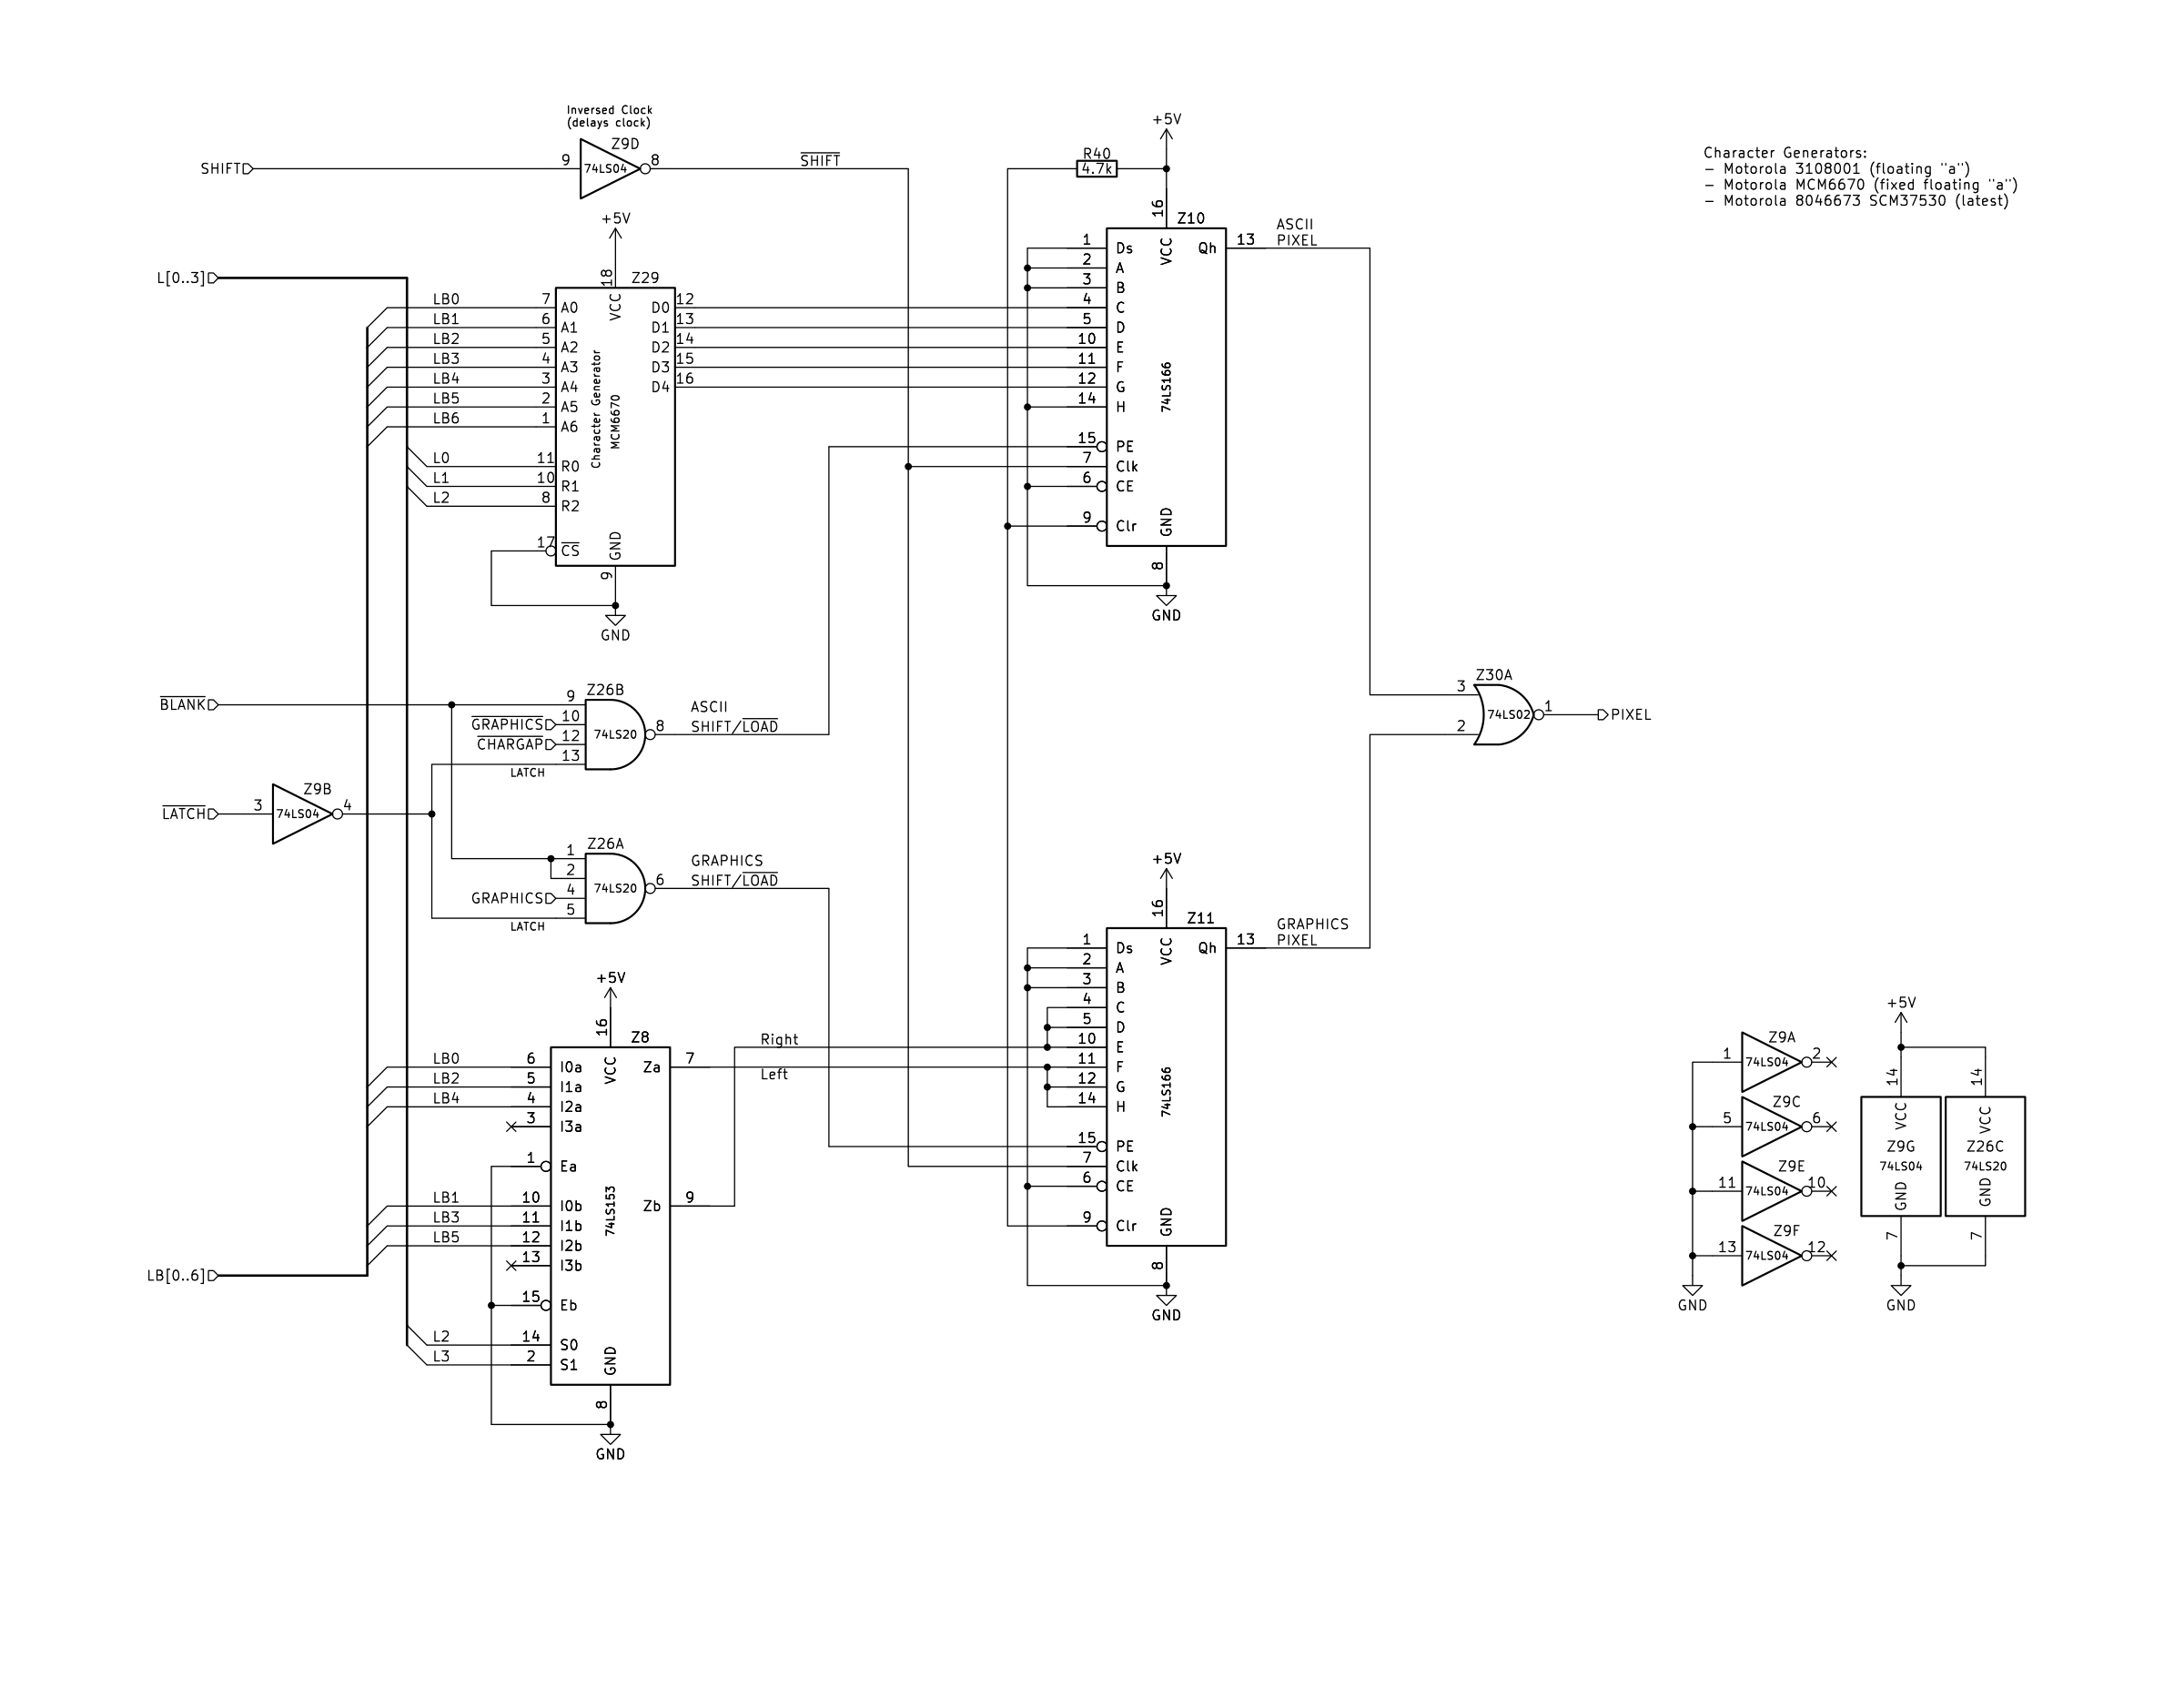 Inversed Clock
(delays clock)
Z9D
SHIFT
9
74LS04
8
SHIFT
+5V
R40
4.7k
Character Generators:
- Motorola 3108001 (floating "a")
- Motorola MCM6670 (fixed floating "a")
- Motorola 8046673 SCM37530 (latest)
L[0..3]
+5V
18
Z29
VCC
LB0 7 A0
LB1 6 A1
LB2 5 A2
LB3 4 A3
LB4 3 A4
LB5 2 A5
LB6 1 A6
L0 11 R0
L1 10 R1
L2 8 R2
17 CS
D0 12
D1 13
D2 14
D3 15
D4 16
Character Generator
MCM6670
GND
9
GND
16
Z10
VCC
1 Ds
2 A
3 B
4 C
5 D
10 E
11 F
12 G
14 H
15 PE
7 Clk
6 CE
9 Clr
Qh 13
74LS166
GND
8
GND
ASCII
PIXEL
BLANK
Z26B
9
GRAPHICS 10
CHARGAP 12
13
LATCH
74LS20
8
ASCII
SHIFT/LOAD
LATCH
3
Z9B
74LS04
4
Z26A
1
2
GRAPHICS 4
5
LATCH
74LS20
6
GRAPHICS
SHIFT/LOAD
Z30A
3
2
74LS02
1
PIXEL
+5V
16
Z8
VCC
LB0 6 I0a
LB2 5 I1a
LB4 4 I2a
3 I3a
1 Ea
LB1 10 I0b
LB3 11 I1b
LB5 12 I2b
13 I3b
15 Eb
L2 14 S0
L3 2 S1
Za 7
Zb 9
74LS153
GND
8
GND
LB[0..6]
Right
Left
+5V
16
Z11
VCC
1 Ds
2 A
3 B
4 C
5 D
10 E
11 F
12 G
14 H
15 PE
7 Clk
6 CE
9 Clr
Qh 13
74LS166
GND
8
GND
GRAPHICS
PIXEL
Z9A
1 74LS04 2
Z9C
5 74LS04 6
Z9E
11 74LS04 10
Z9F
13 74LS04 12
GND
+5V
14
14
VCC
VCC
Z9G
Z26C
74LS04
74LS20
GND
GND
7
7
GND